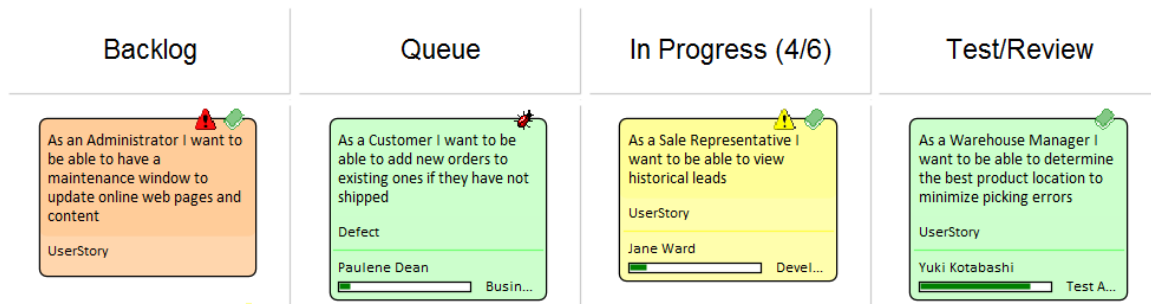 Backlog
Queue
In Progress (4/6)
Test/Review
As an Administrator I want to
be able to have a
maintenance window to
update online web pages and
content
UserStory
As a Customer I want to be
able to add new orders to
existing ones if they have not
shipped
Defect
Paulene Dean
Busin...
As a Sale Representative I
want to be able to view
historical leads
UserStory
Jane Ward
Devel...
As a Warehouse Manager I
want to be able to determine
the best product location to
minimize picking errors
UserStory
Yuki Kotabashi
Test A...